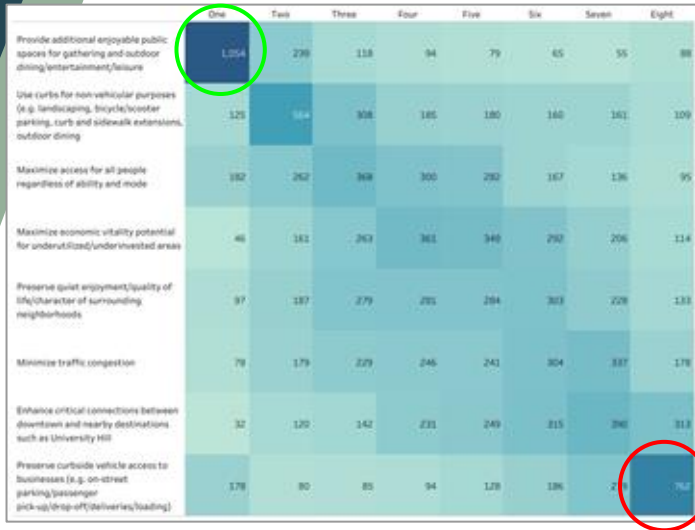 One Two Three Four Five Six Seven Eight
Provide additional enjoyable public
spaces for gathering and outdoor
dining/entertainment/leisure
1,054 239 118 94 79 65 55 88
Use curbs for non-vehicular purposes
(e.g. landscaping, bicycle/scooter
parking, curb and sidewalk extensions,
outdoor dining
125 564 308 185 180 160 161 109
Maximize access for all people
regardless of ability and mode
182 262 368 300 282 167 136 95
Maximize economic vitality potential
for underutilized/underinvested areas
46 161 263 361 349 292 206 114
Preserve quiet enjoyment/quality of
life/character of surrounding
neighborhoods
97 187 279 281 284 303 228 133
Minimize traffic congestion
78 179 229 246 241 304 337 178
Enhance critical connections between
downtown and nearby destinations
such as University Hill
32 120 142 231 249 315 390 313
Preserve curbside vehicle access to
businesses (e.g. on-street
parking/passenger
pick-up/drop-off/deliveries/loading)
178 80 85 94 128 186 279 762